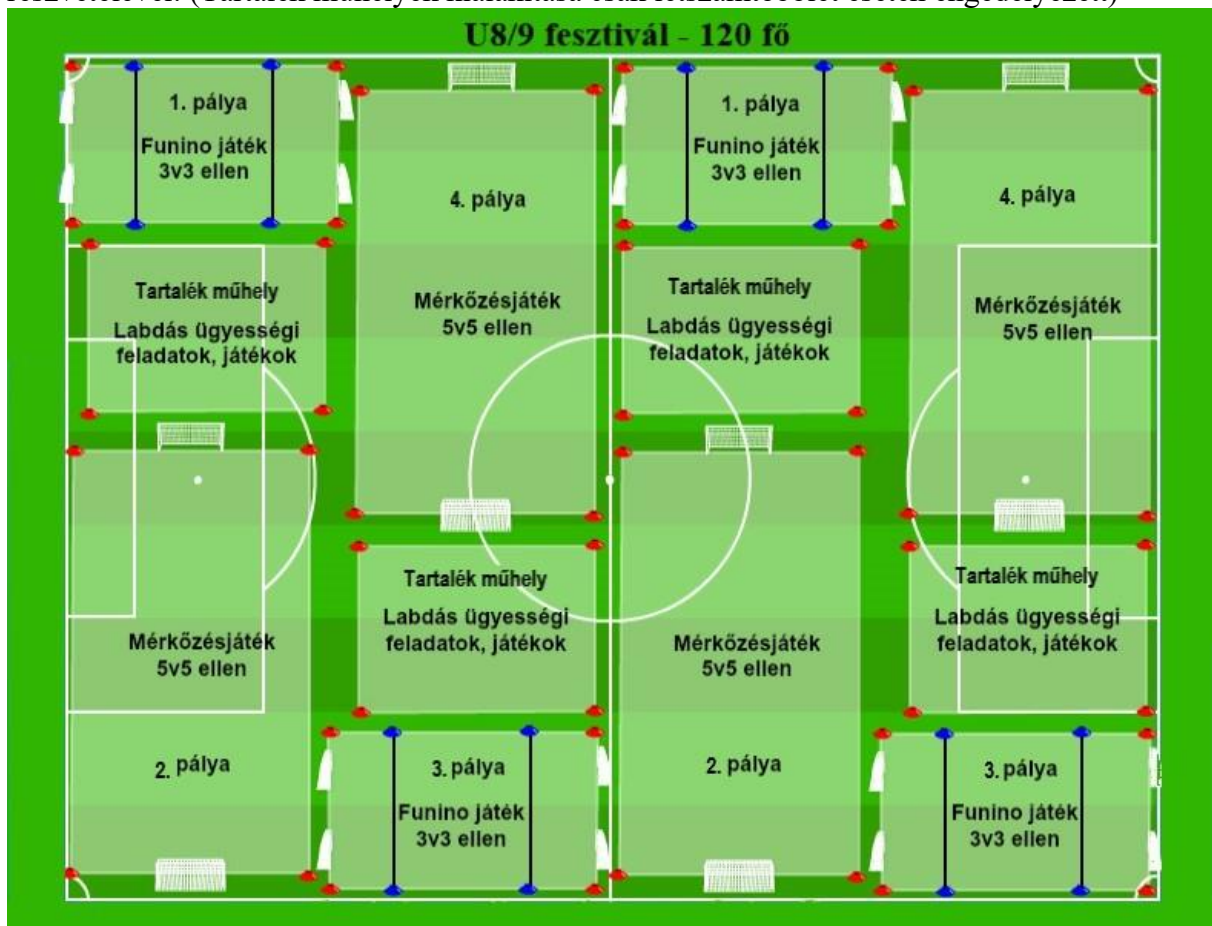 U8/9 fesztivál - 120 fő
1. pálya
Funino játék
3v3 ellen
4. pálya
Mérkőzésjáték
5v5 ellen
1. pálya
Funino játék
3v3 ellen
4. pálya
Mérkőzésjáték
5v5 ellen
Tartalék műhely
Labdás ügyességi
feladatok, játékok
Tartalék műhely
Labdás ügyességi
feladatok, játékok
Mérkőzésjáték
5v5 ellen
2. pálya
Tartalék műhely
Labdás ügyességi
feladatok, játékok
Mérkőzésjáték
5v5 ellen
2. pálya
Tartalék műhely
Labdás ügyességi
feladatok, játékok
3. pálya
Funino játék
3v3 ellen
3. pálya
Funino játék
3v3 ellen